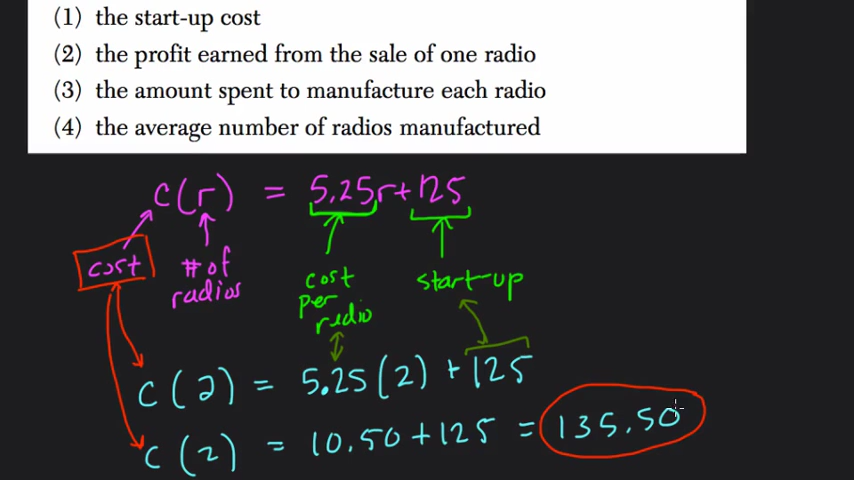 (1) the start-up cost
(2) the profit earned from the sale of one radio
(3) the amount spent to manufacture each radio
(4) the average number of radios manufactured
C(r) = 5.25r+125
cost
# of
radios
cost
per
radio
start-up
C(2) = 5.25(2) + 125
C(2) = 10.50+125 = 135.50